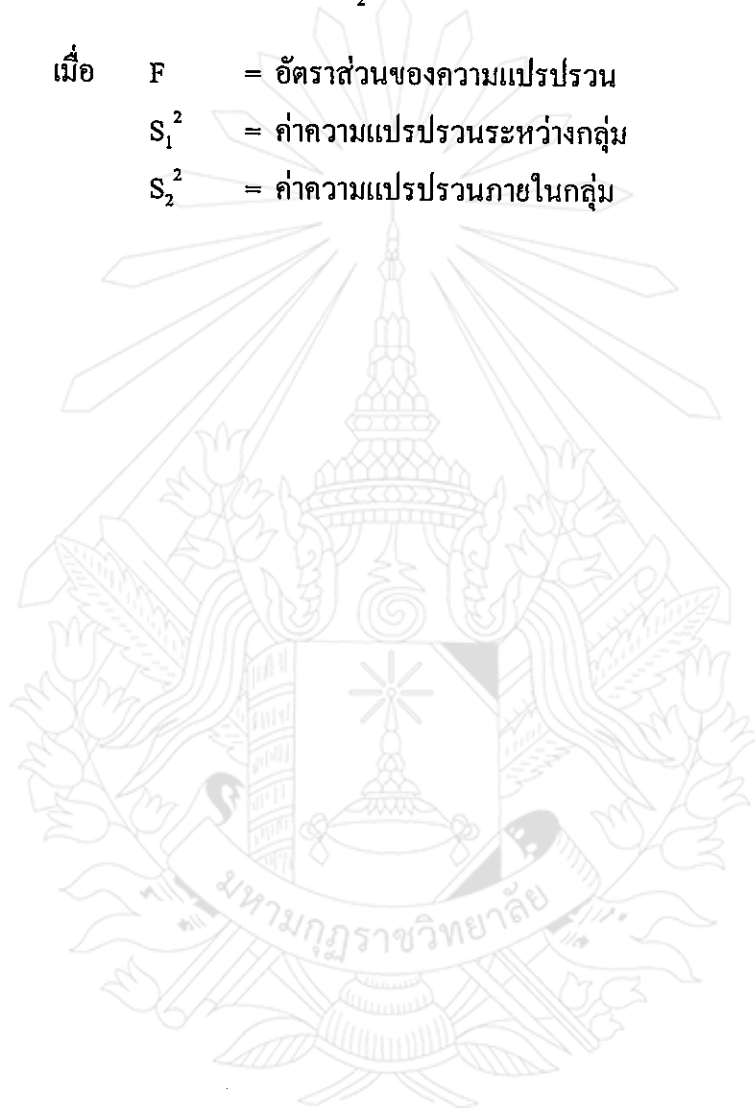 2
เมื่อ F = อัตราส่วนของความแปรปรวน
S₁² = ค่าความแปรปรวนระหว่างกลุ่ม
S₂² = ค่าความแปรปรวนภายในกลุ่ม
มหามกุฏราชวิทยาลัย